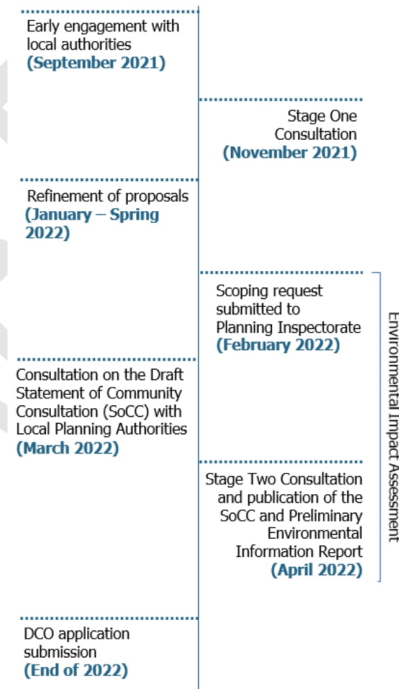 Early engagement with
local authorities
(September 2021)
Stage One
Consultation
(November 2021)
Refinement of proposals
(January – Spring
2022)
Scoping request
submitted to
Planning Inspectorate
(February 2022)
Consultation on the Draft
Statement of Community
Consultation (SoCC) with
Local Planning Authorities
(March 2022)
Stage Two Consultation
and publication of the
SoCC and Preliminary
Environmental
Information Report
(April 2022)
Environmental Impact Assessment
DCO application
submission
(End of 2022)